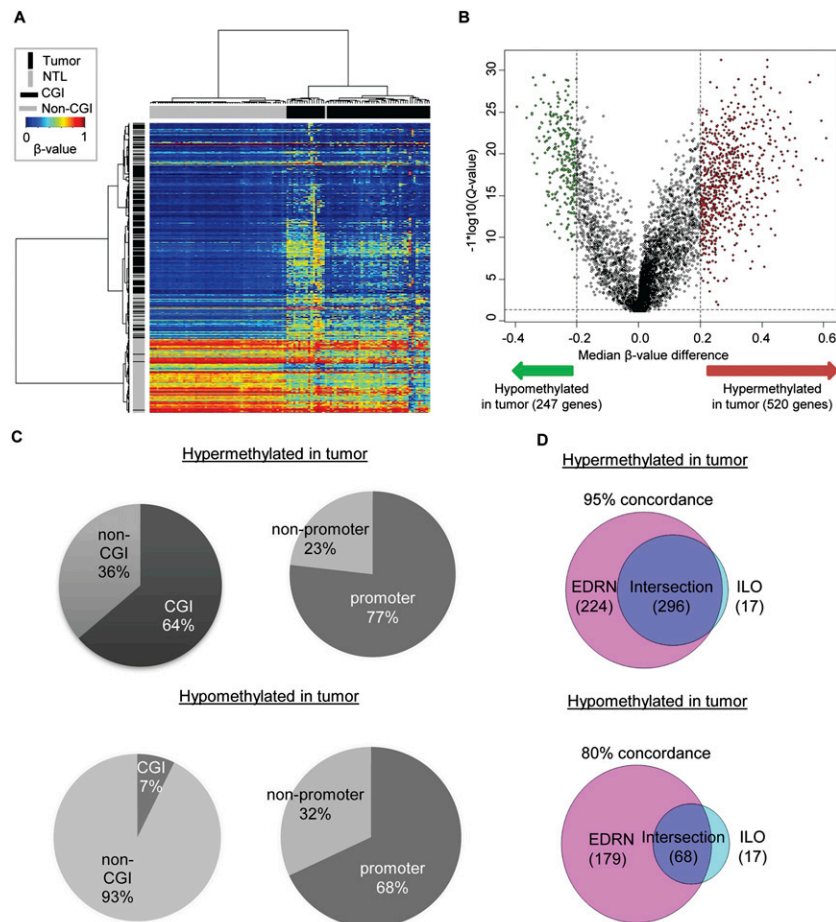 A
Tumor
NTL
CGI
Non-CGI
0 1
β-value
B
-1*log10(Q-value)
30
25
20
15
10
5
0
-0.4 -0.2 0.0 0.2 0.4 0.6
Median β-value difference
Hypomethylated
in tumor (247 genes)
Hypermethylated
in tumor (520 genes)
C
Hypermethylated in tumor
non-
CGI
36%
CGI
64%
non-promoter
23%
promoter
77%
Hypomethylated in tumor
CGI
7%
non-
CGI
93%
non-promoter
32%
promoter
68%
D
Hypermethylated in tumor
95% concordance
EDRN
(224)
Intersection
(296)
ILO
(17)
Hypomethylated in tumor
80% concordance
EDRN
(179)
Intersection
(68)
ILO
(17)